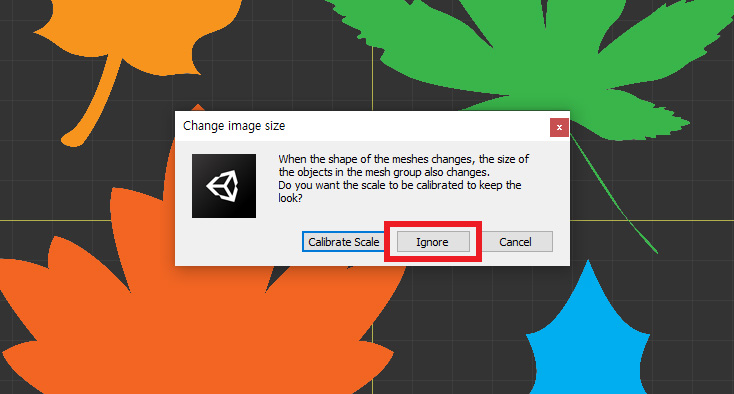 Change image size
x
When the shape of the meshes changes, the size of
the objects in the mesh group also changes.
Do you want the scale to be calibrated to keep the
look?
Calibrate Scale
Ignore
Cancel